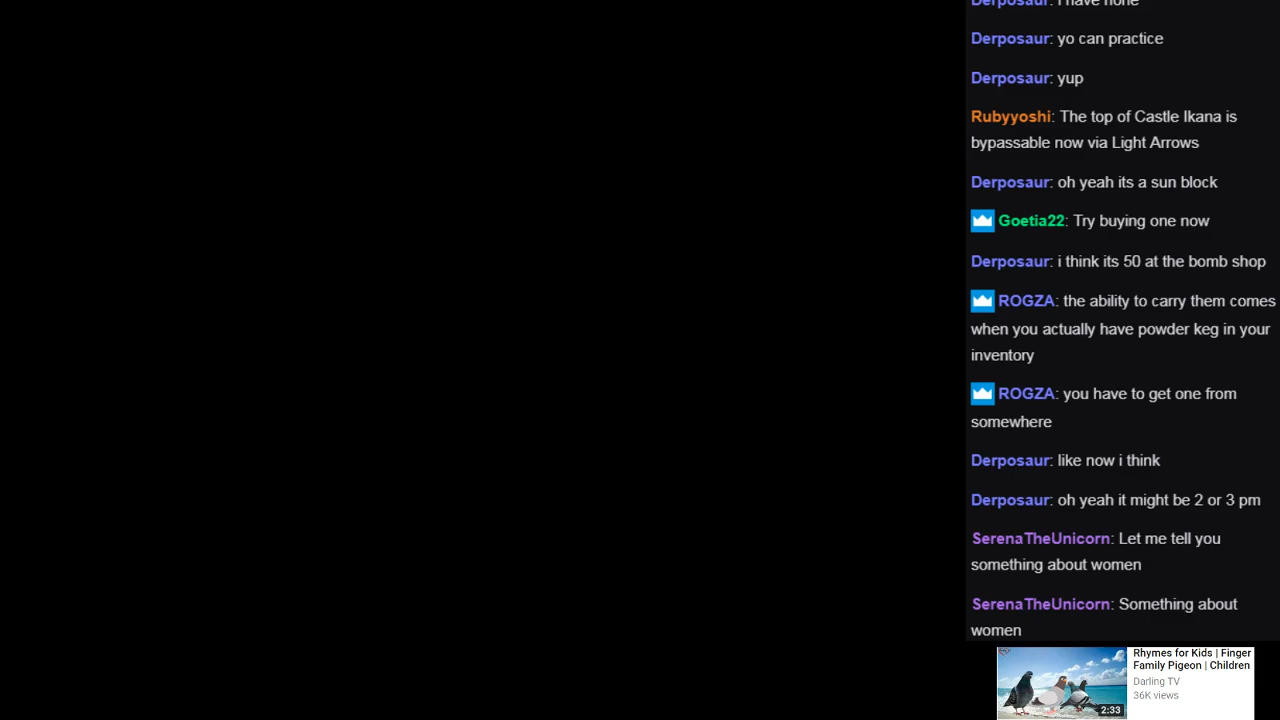 Derposaur: i have none
Derposaur: yo can practice
Derposaur: yup
Rubyyoshi: The top of Castle Ikana is
bypassable now via Light Arrows
Derposaur: oh yeah its a sun block
Goetia22: Try buying one now
Derposaur: i think its 50 at the bomb shop
ROGZA: the ability to carry them comes
when you actually have powder keg in your
inventory
ROGZA: you have to get one from
somewhere
Derposaur: like now i think
Derposaur: oh yeah it might be 2 or 3 pm
SerenaTheUnicorn: Let me tell you
something about women
SerenaTheUnicorn: Something about
women
Rhymes for Kids | Finger
Family Pigeon | Children
Darling TV
36K views
2:33